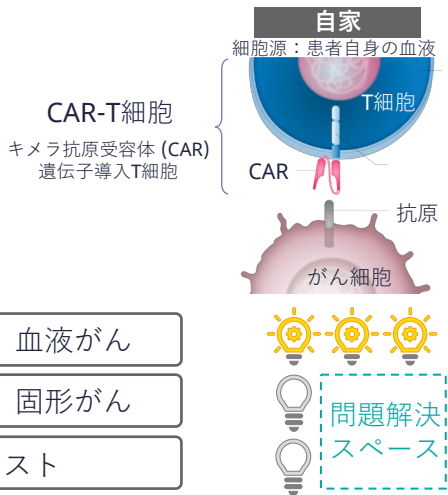 自家
細胞源：患者自身の血液
T細胞
CAR-T細胞
キメラ抗原受容体 (CAR)
遺伝子導入T細胞
CAR
抗原
がん細胞
血液がん
固形がん
問題解決
スペース
スト